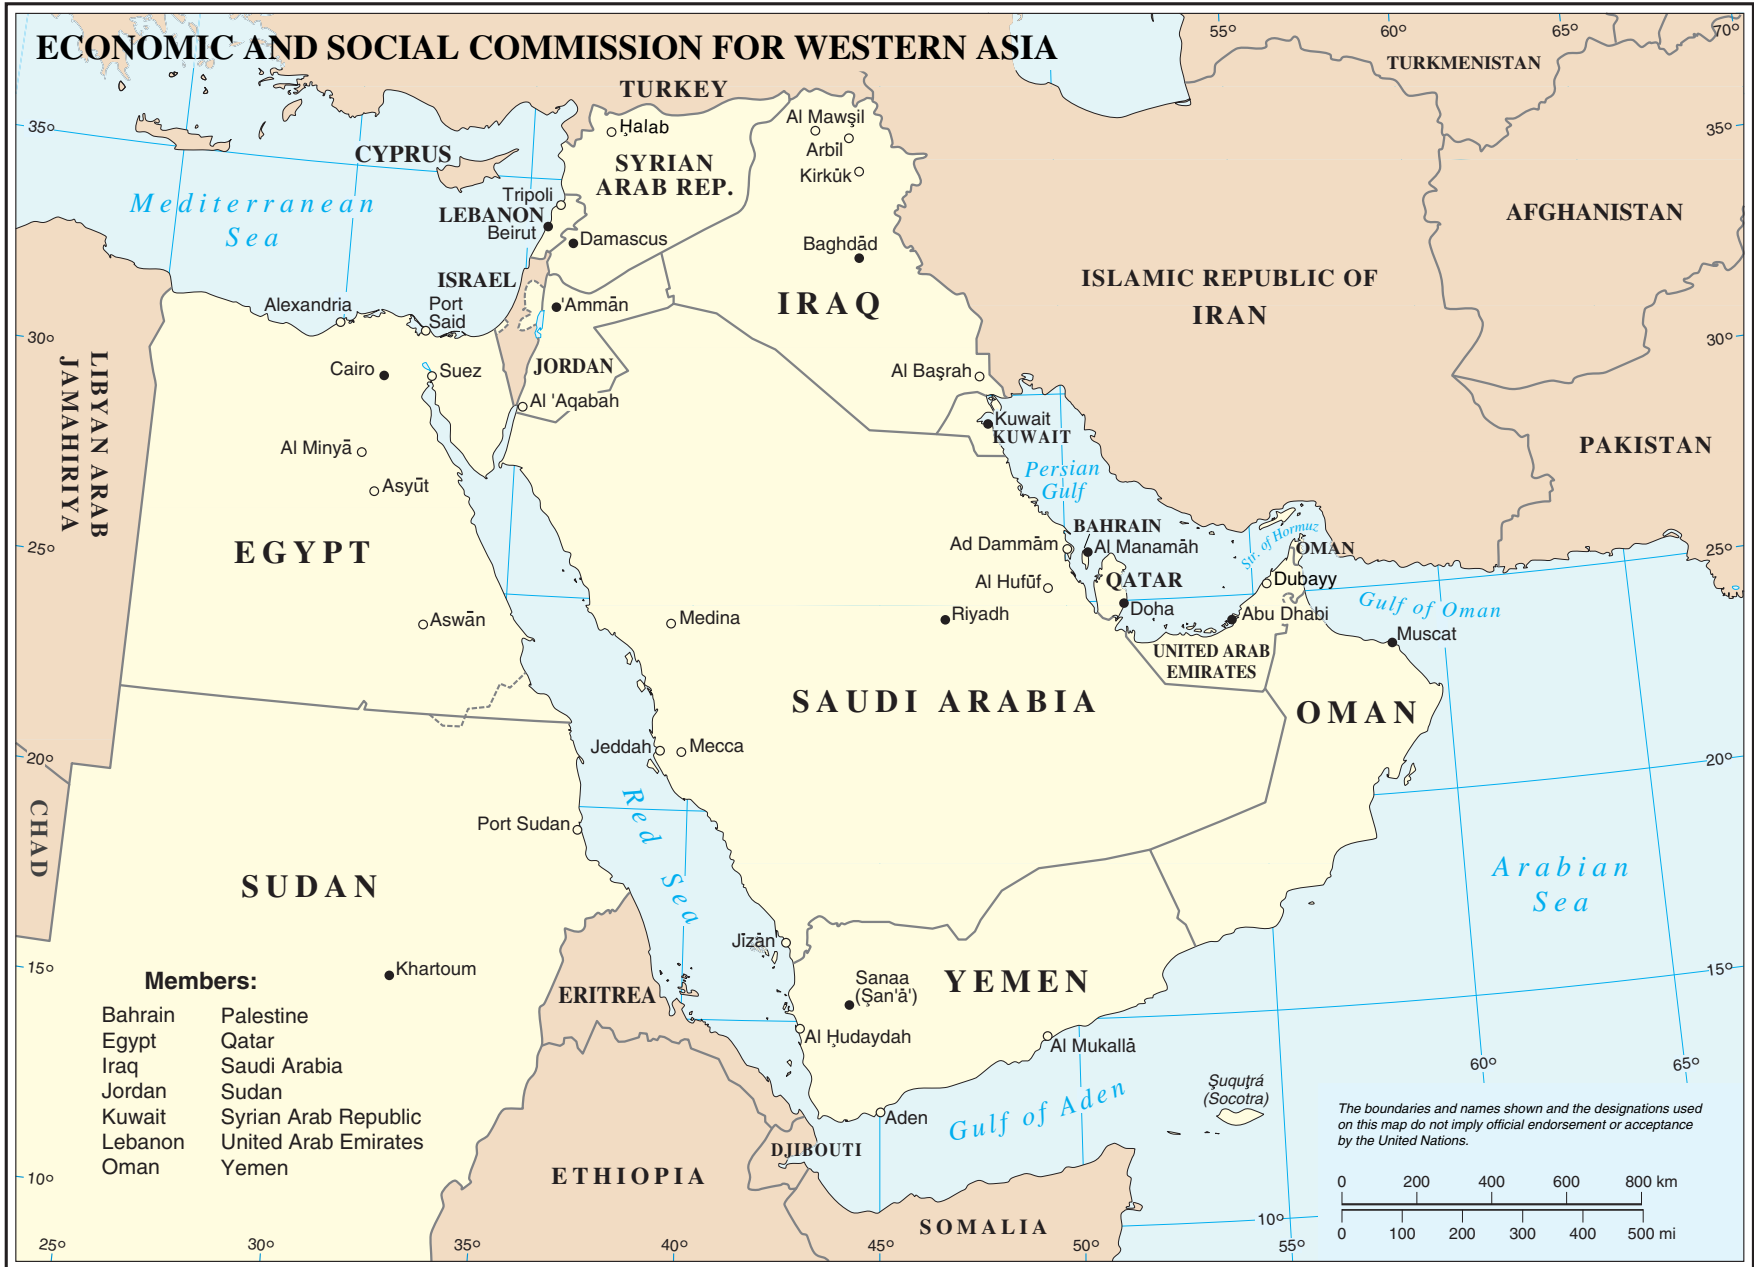 ECONOMIC AND SOCIAL COMMISSION FOR WESTERN ASIA
55°
60°
65°
70°
TURKMENISTAN
TURKEY
35°
35°
Al Mawşil
Ḩalab
Arbīl
CYPRUS
SYRIAN
ARAB REP.
Kirkūk
Tripoli
Mediterranean
Sea
LEBANON
Beirut
AFGHANISTAN
Damascus
Baghdād
ISRAEL
ISLAMIC REPUBLIC OF
IRAN
Alexandria
Port
Said
'Ammān
IRAQ
30°
30°
LIBYAN ARAB
JAMAHIRIYA
Cairo
Suez
JORDAN
Al Başrah
Al 'Aqabah
Kuwait
KUWAIT
Al Minyā
PAKISTAN
Persian
Gulf
Asyūt
BAHRAIN
Str. of Hormuz
25°
25°
EGYPT
Ad Dammām
Al Manamāh
OMAN
Al Hufūf
QATAR
Dubayy
Doha
Gulf of Oman
Aswān
Medina
Riyadh
Abu Dhabi
Muscat
UNITED ARAB
EMIRATES
SAUDI ARABIA
OMAN
Jeddah
Mecca
20°
20°
CHAD
Red Sea
Port Sudan
SUDAN
Arabian
Sea
Jīzān
15°
15°
Khartoum
Sanaa
(Şan'ā')
YEMEN
ERITREA
Al Ḩudaydah
Al Mukallā
Members:
Bahrain
Egypt
Iraq
Jordan
Kuwait
Lebanon
Oman
Palestine
Qatar
Saudi Arabia
Sudan
Syrian Arab Republic
United Arab Emirates
Yemen
60°
65°
Şuquţrá
(Socotra)
Aden
Gulf of Aden
The boundaries and names shown and the designations used
on this map do not imply official endorsement or acceptance
by the United Nations.
DJIBOUTI
ETHIOPIA
10°
SOMALIA
10°
0 200 400 600 800 km
0 100 200 300 400 500 mi
25°
30°
35°
40°
45°
50°
55°